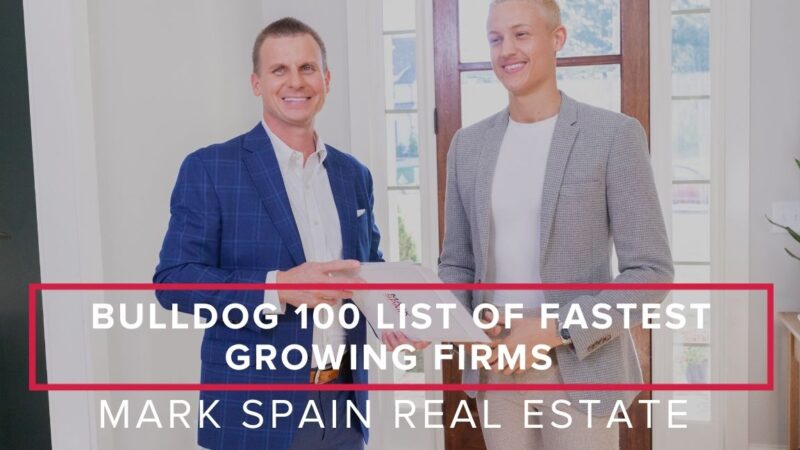 BULLDOG 100 LIST OF FASTEST
GROWING FIRMS
MARK SPAIN REAL ESTATE